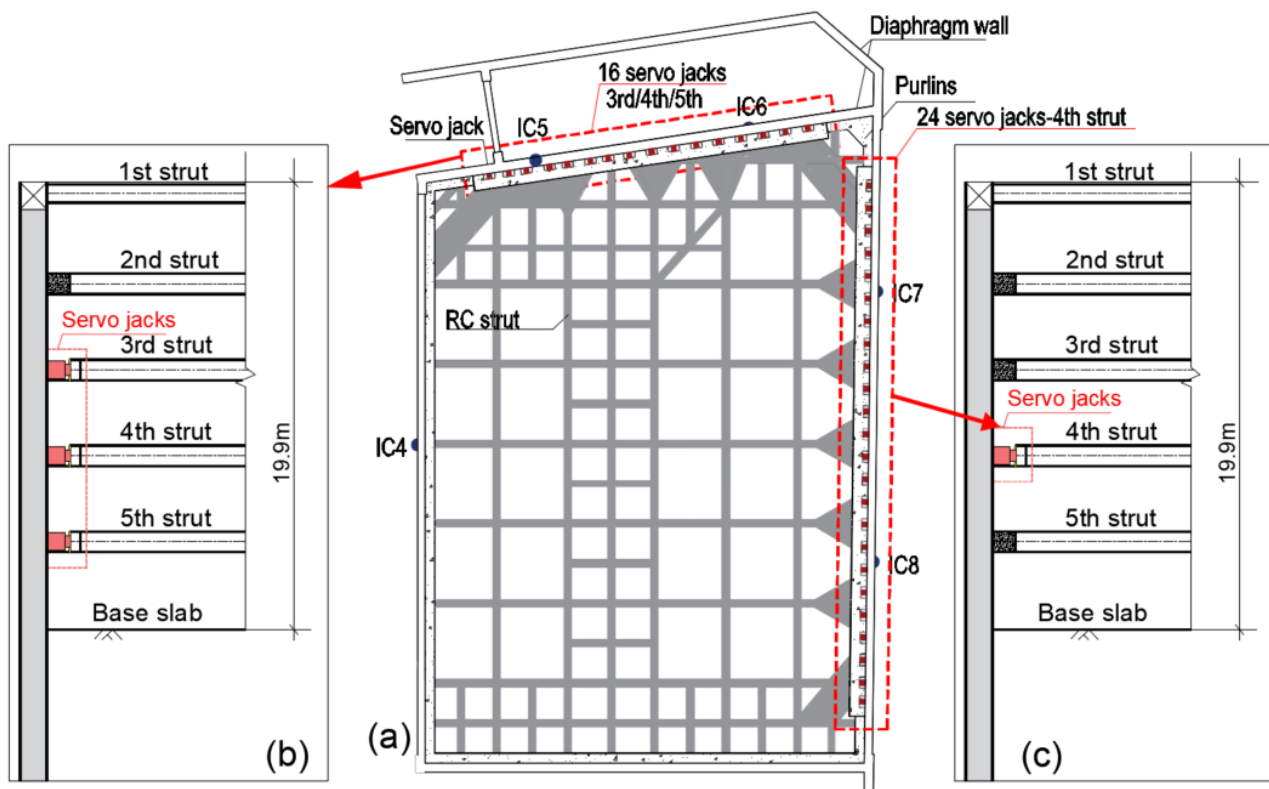 Diaphragm wall
16 servo jacks
3rd/4th/5th
Purlins
IC6
24 servo jacks-4th strut
Servo jack
IC5
1st strut
2nd strut
Servo jacks
3rd strut
4th strut
5th strut
Base slab
19.9m
(b)
RC strut
IC4
IC7
IC8
(a)
1st strut
2nd strut
3rd strut
Servo jacks
4th strut
5th strut
Base slab
19.9m
(c)